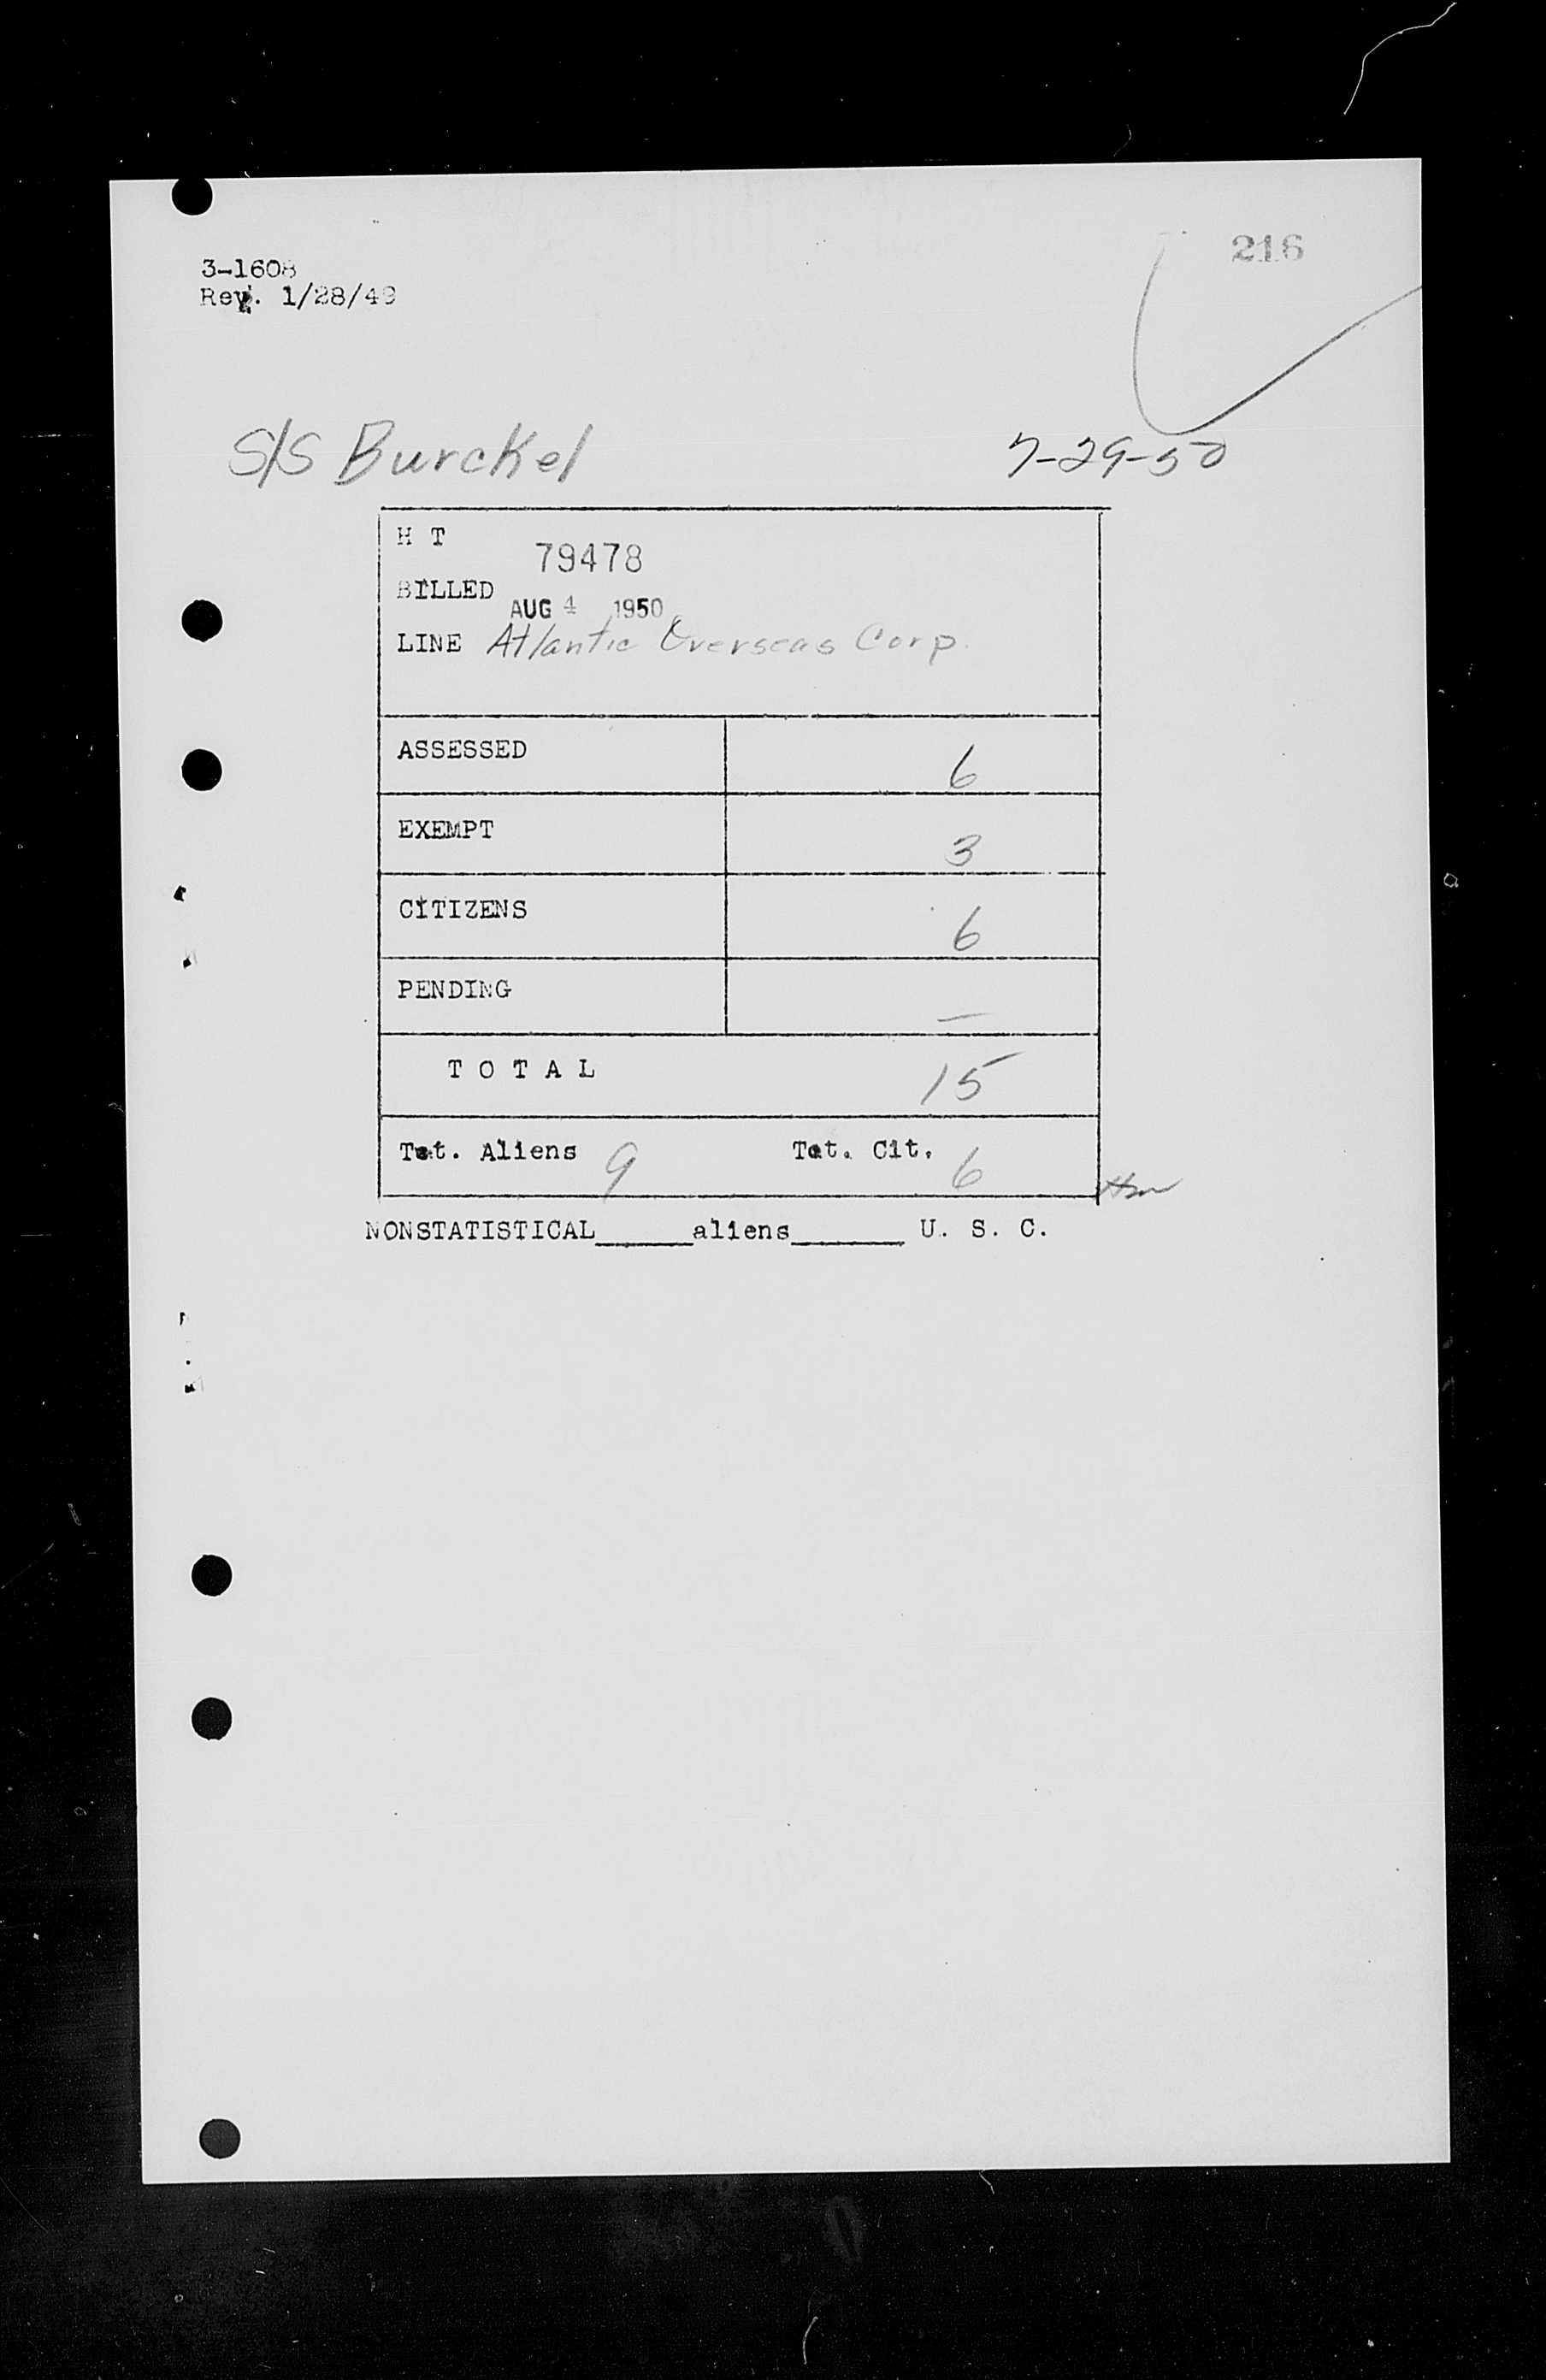 216
3-1608
Rev. 1/28/49
S/S Burckel 7-29-50
H T 79478
BILLED AUG 4 1950
LINE Atlantic Overseas Corp.
ASSESSED 6
EXEMPT 3
CITIZENS 6
PENDING —
T O T A L 15
Tot. Aliens 9 Tot. Cit. 6
NONSTATISTICAL______aliens_______ U. S. C.